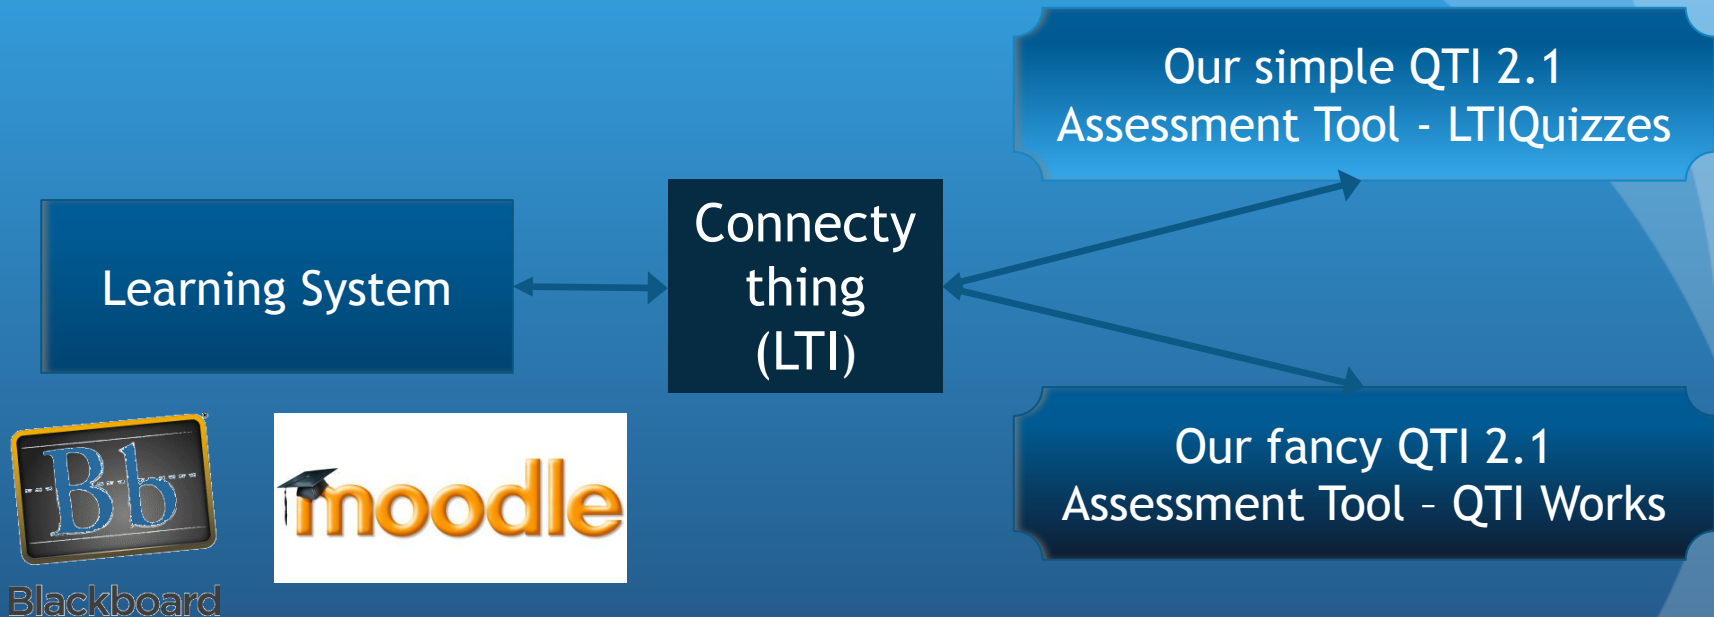 Our simple QTI 2.1
Assessment Tool - LTIQuizzes
Learning System
Connecty
thing
(LTI)
Our fancy QTI 2.1
Assessment Tool – QTI Works
Bb
Blackboard
moodle